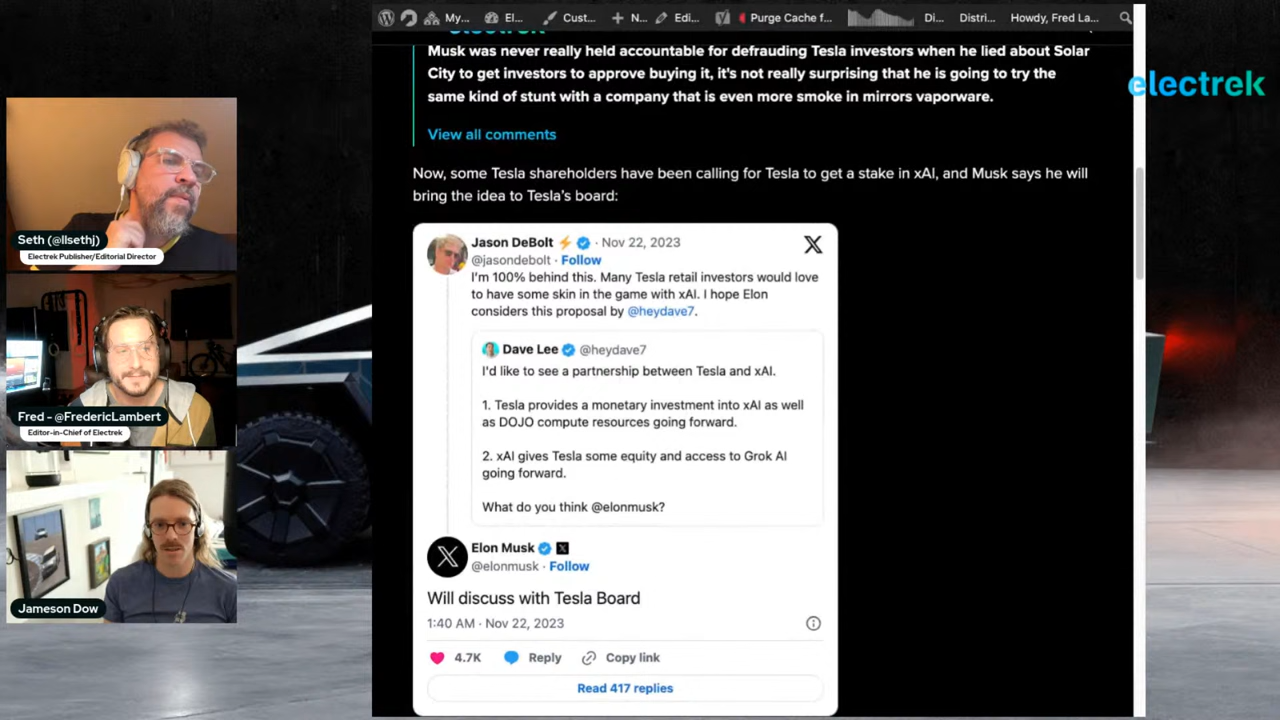 My...
El...
Cust...
N...
Edi...
Purge Cache f...
Di...
Distri...
Howdy, Fred La...
electrek
Musk was never really held accountable for defrauding Tesla investors when he lied about Solar
City to get investors to approve buying it, it's not really surprising that he is going to try the
same kind of stunt with a company that is even more smoke in mirrors vaporware.
View all comments
electrek
Now, some Tesla shareholders have been calling for Tesla to get a stake in xAI, and Musk says he will
bring the idea to Tesla's board:
Jason DeBolt ⚡ · Nov 22, 2023
@jasondebolt · Follow
I'm 100% behind this. Many Tesla retail investors would love
to have some skin in the game with xAI. I hope Elon
considers this proposal by @heydave7.
Dave Lee @heydave7
I'd like to see a partnership between Tesla and xAI.
1. Tesla provides a monetary investment into xAI as well
as DOJO compute resources going forward.
2. xAI gives Tesla some equity and access to Grok AI
going forward.
What do you think @elonmusk?
Elon Musk
@elonmusk · Follow
Will discuss with Tesla Board
1:40 AM · Nov 22, 2023
4.7K
Reply
Copy link
Read 417 replies
Seth (@llsethj)
Electrek Publisher/Editorial Director
Fred - @FredericLambert
Editor-in-Chief of Electrek
Jameson Dow